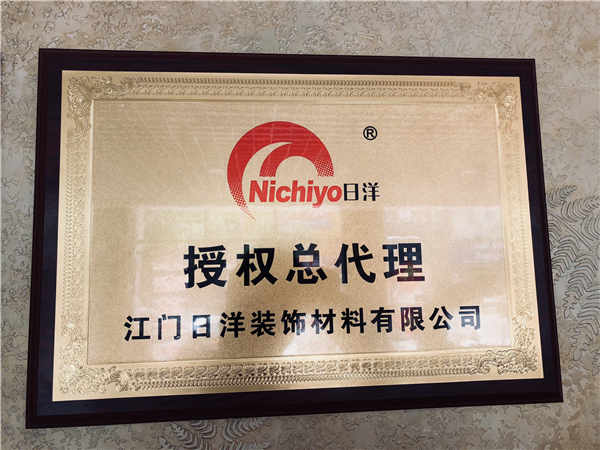 ®
Nichiyo日洋
授权总代理
江门日洋装饰材料有限公司